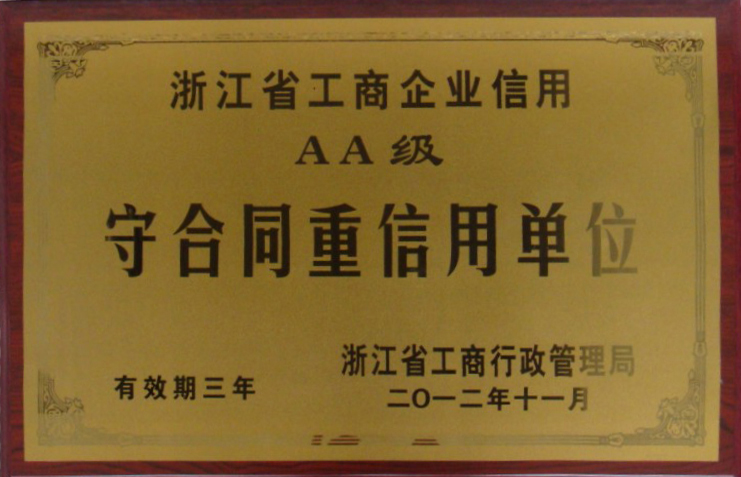 浙江省工商企业信用
AA级
守合同重信用单位
有效期三年
浙江省工商行政管理局
二〇一二年十一月